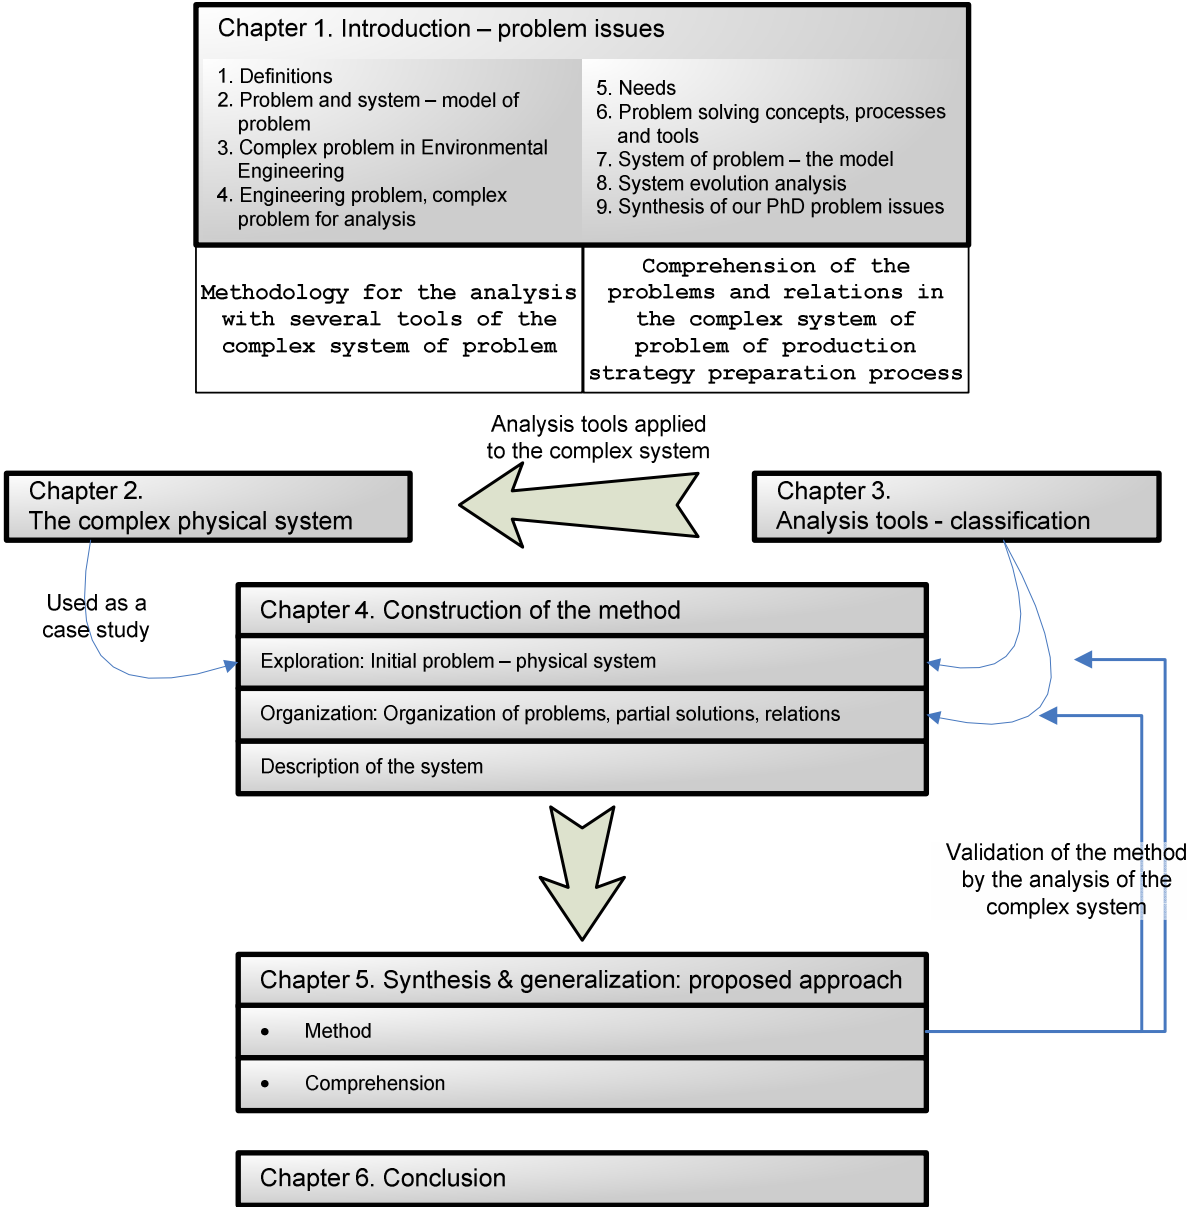 Chapter 1. Introduction – problem issues
1. Definitions
2. Problem and system – model of
problem
3. Complex problem in Environmental
Engineering
4. Engineering problem, complex
problem for analysis
5. Needs
6. Problem solving concepts, processes
and tools
7. System of problem – the model
8. System evolution analysis
9. Synthesis of our PhD problem issues
Methodology for the analysis
with several tools of the
complex system of problem
Comprehension of the
problems and relations in
the complex system of
problem of production
strategy preparation process
Analysis tools applied
to the complex system
Chapter 2.
The complex physical system
Chapter 3.
Analysis tools - classification
Used as a
case study
Chapter 4. Construction of the method
Exploration: Initial problem – physical system
Organization: Organization of problems, partial solutions, relations
Description of the system
Validation of the method
by the analysis of the
complex system
Chapter 5. Synthesis & generalization: proposed approach
• Method
• Comprehension
Chapter 6. Conclusion